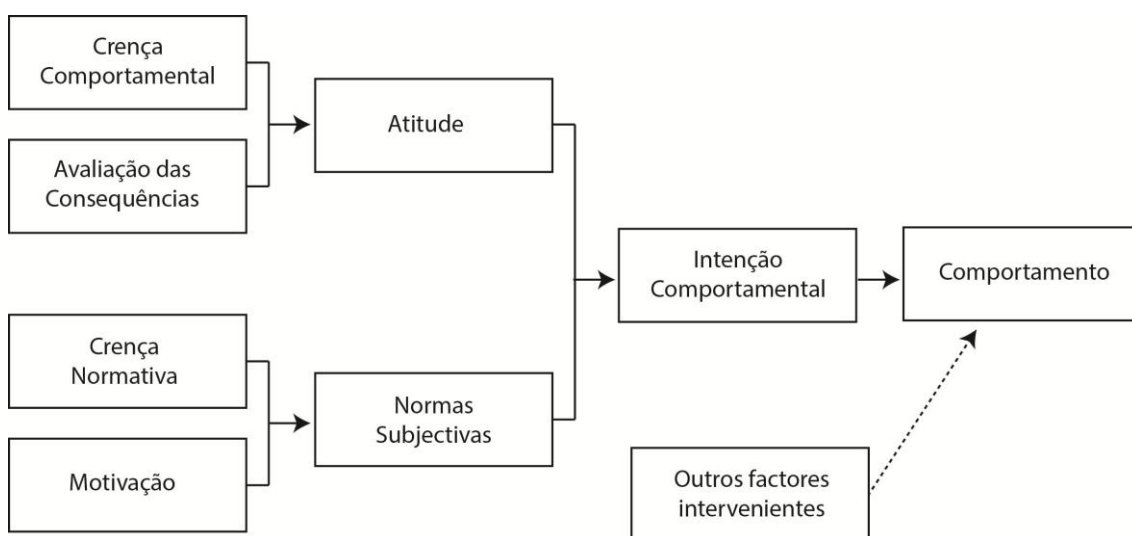 Crença
Comportamental
Avaliação das
Consequências
Atitude
Crença
Normativa
Motivação
Normas
Subjectivas
Intenção
Comportamental
Comportamento
Outros factores
intervenientes